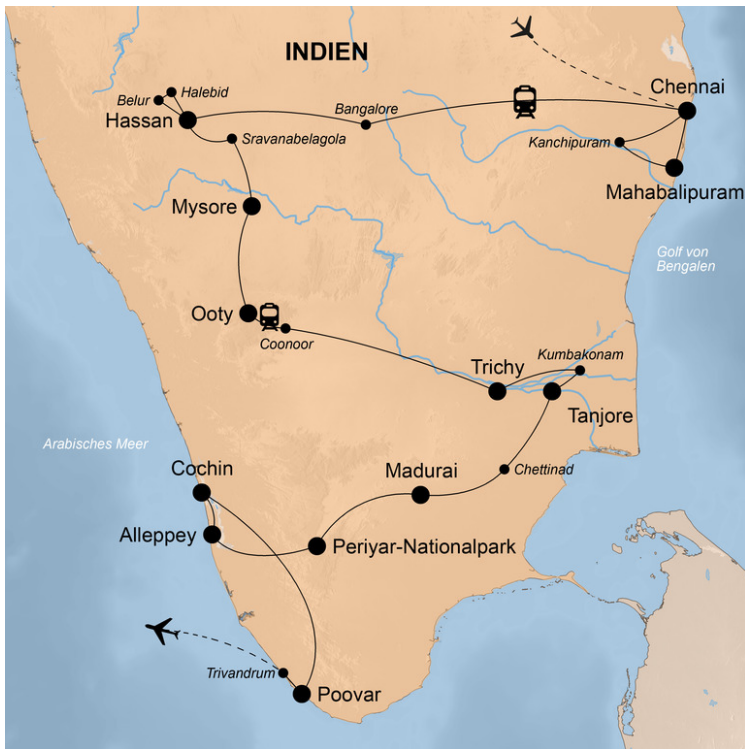 INDIEN
Chennai
Halebid
Belur
Bangalore
Hassan
Sravanabelagola
Kanchipuram
Mahabalipuram
Mysore
Golf von
Bengalen
Ooty
Coonoor
Kumbakonam
Trichy
Tanjore
Arabisches Meer
Cochin
Madurai
Chettinad
Alleppey
Periyar-Nationalpark
Trivandrum
Poovar